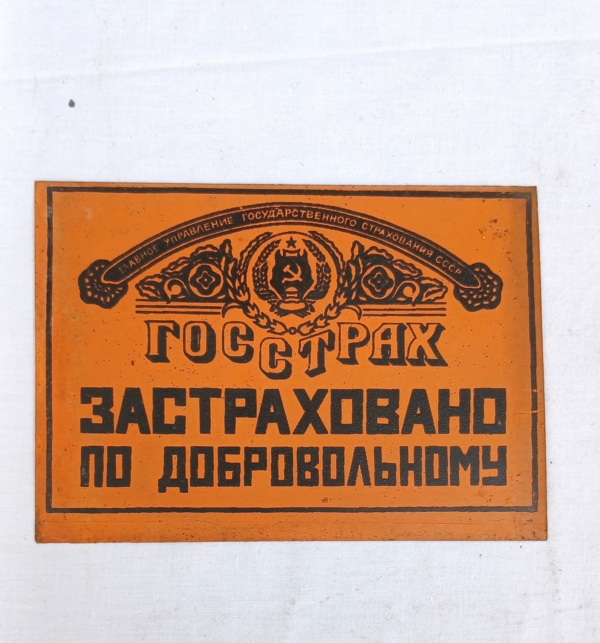 ГЛАВНОЕ УПРАВЛЕНИЕ ГОСУДАРСТВЕННОГО СТРАХОВАНИЯ СССР
ГОССТРАХ
ЗАСТРАХОВАНО
ПО ДОБРОВОЛЬНОМУ